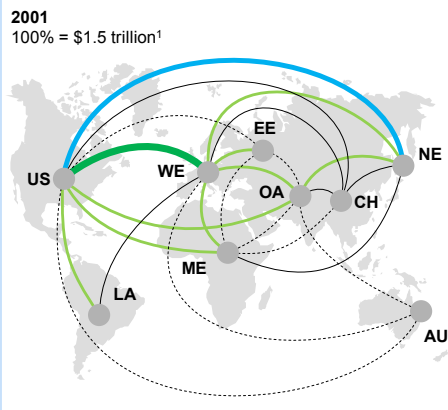 2001
100% = $1.5 trillion¹
EE
NE
US
WE
OA
CH
ME
LA
AU